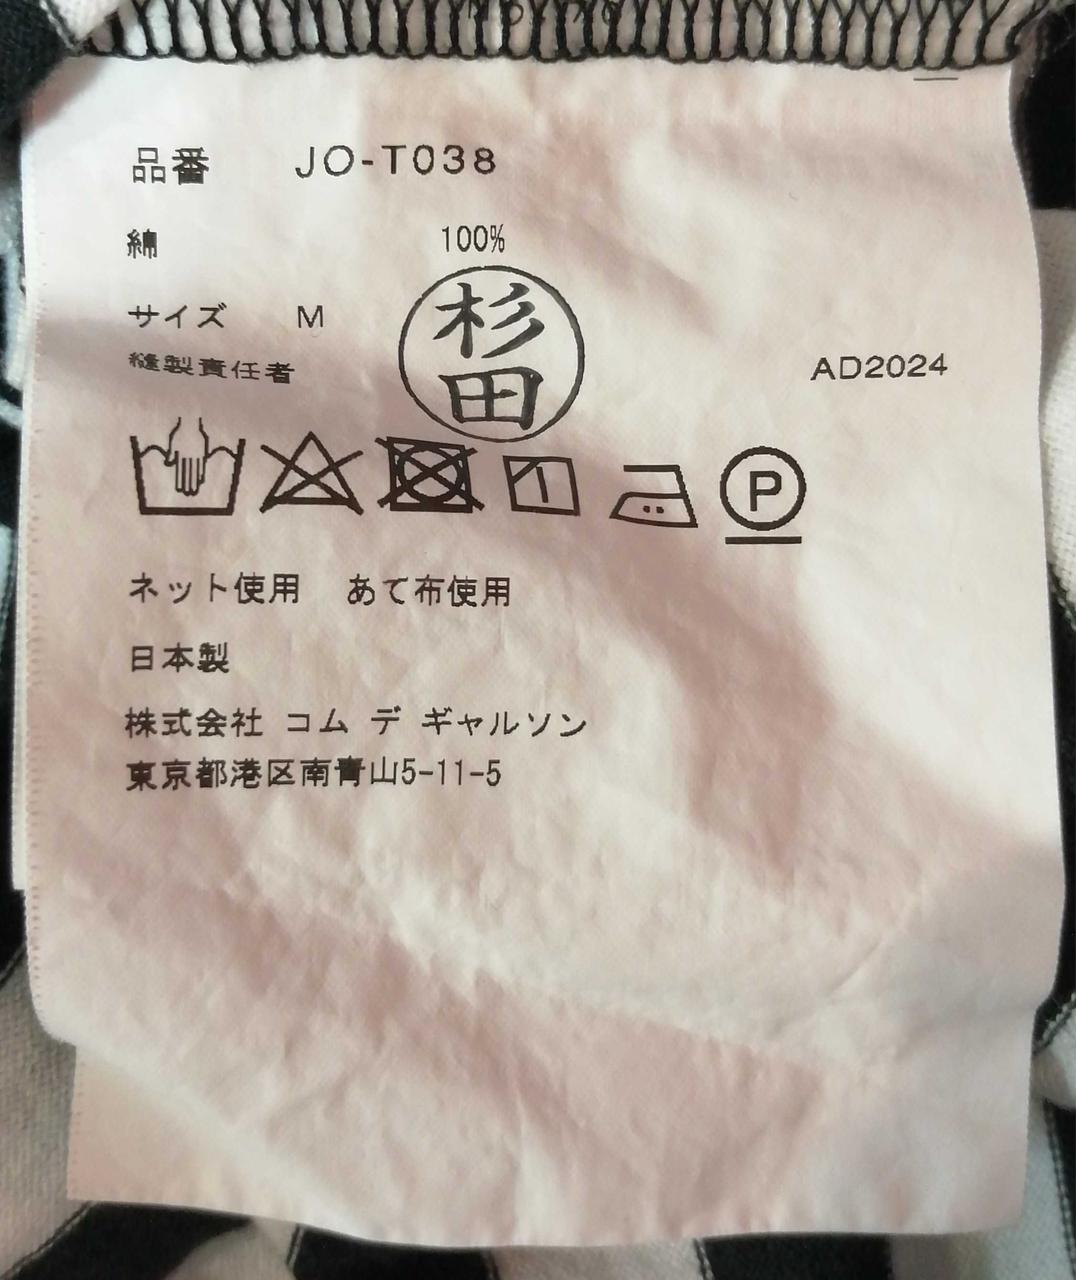 品番 JO-T038
綿 100%
サイズ M
縫製責任者 杉田 AD2024
P
ネット使用 あて布使用
日本製
株式会社 コム デ ギャルソン
東京都港区南青山5-11-5